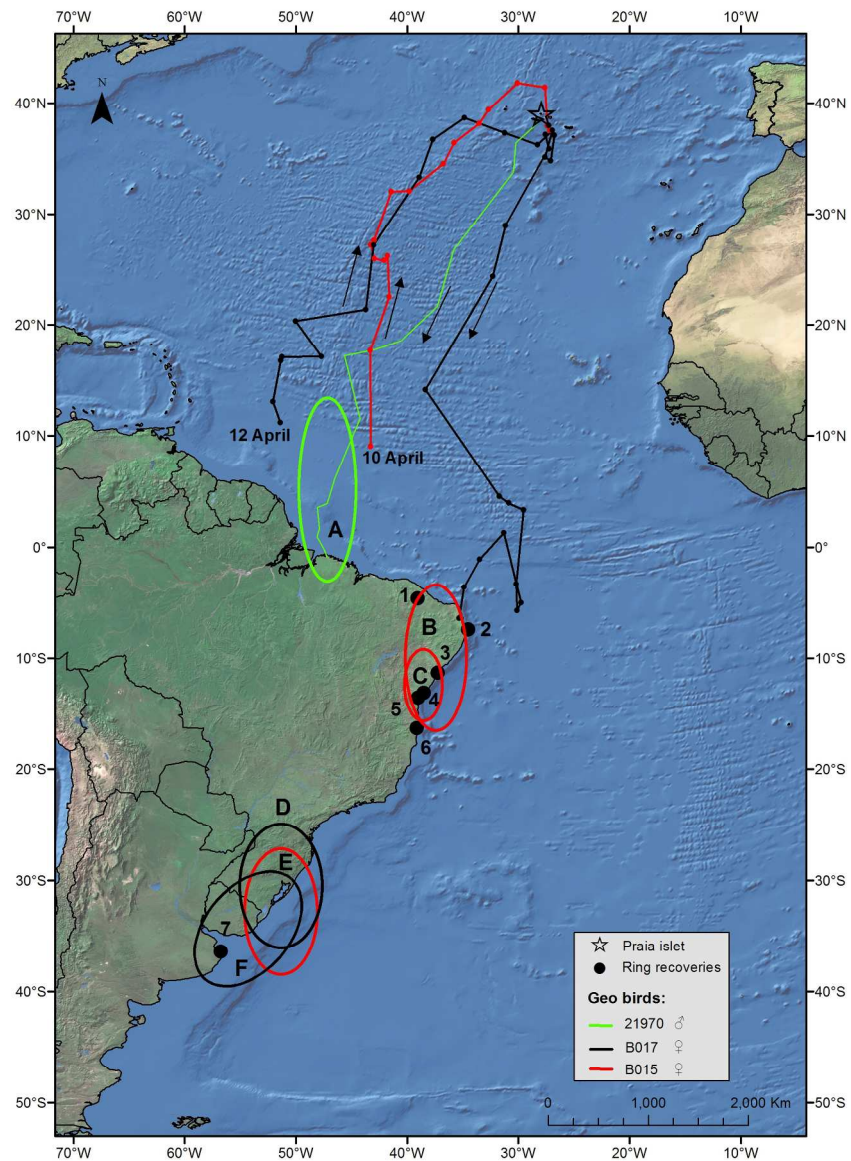 70°W 60°W 50°W 40°W 30°W 20°W 10°W
N
40°N 40°N
30°N 30°N
20°N 20°N
12 April
10°N 10°N
10 April
A
0° 0°
1
B
2
3
10°S 10°S
C
4
5
6
20°S 20°S
D
E
30°S 30°S
7
F
Praia islet
Ring recoveries
Geo birds:
40°S 40°S
21970 ♂
B017 ♀
B015 ♀
0 1,000 2,000 Km
50°S 50°S
70°W 60°W 50°W 40°W 30°W 20°W 10°W